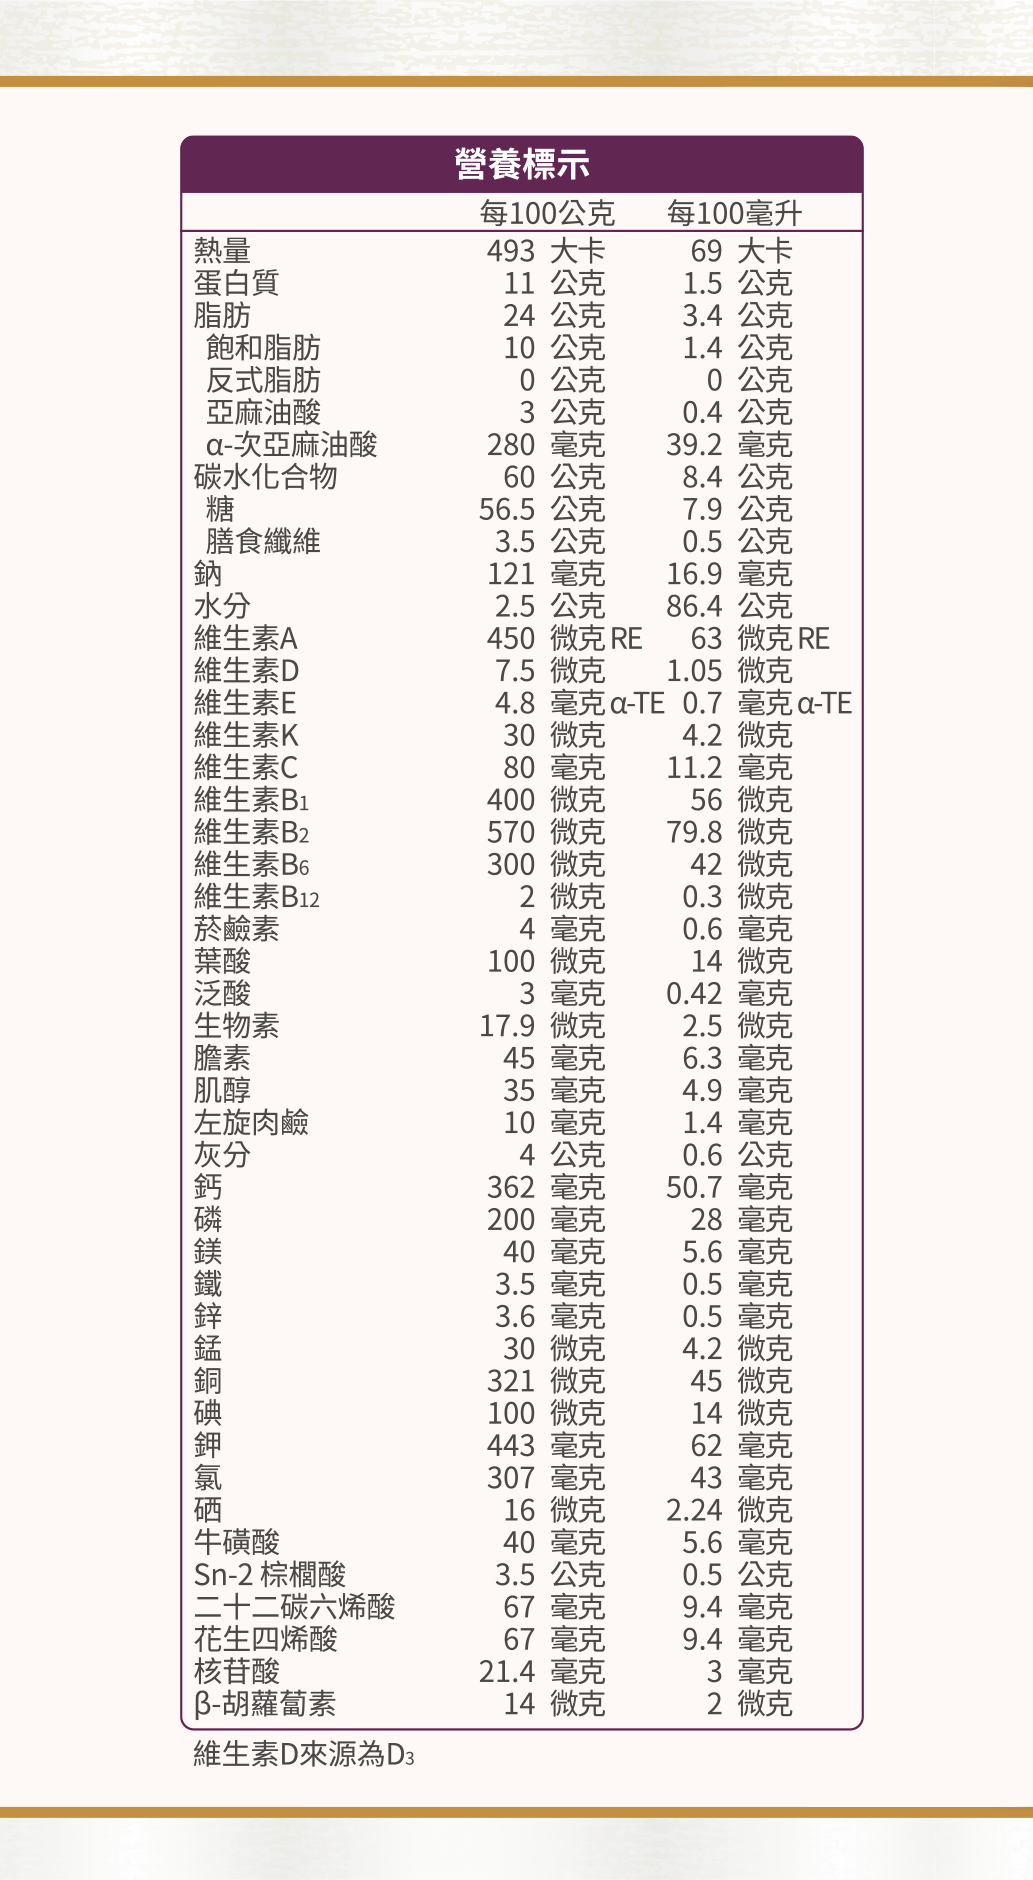 營養標示
每100公克 每100毫升
熱量 493 大卡 69 大卡
蛋白質 11 公克 1.5 公克
脂肪 24 公克 3.4 公克
飽和脂肪 10 公克 1.4 公克
反式脂肪 0 公克 0 公克
亞麻油酸 3 公克 0.4 公克
α-次亞麻油酸 280 毫克 39.2 毫克
碳水化合物 60 公克 8.4 公克
糖 56.5 公克 7.9 公克
膳食纖維 3.5 公克 0.5 公克
鈉 121 毫克 16.9 毫克
水分 2.5 公克 86.4 公克
維生素A 450 微克 RE 63 微克 RE
維生素D 7.5 微克 1.05 微克
維生素E 4.8 毫克 α-TE 0.7 毫克 α-TE
維生素K 30 微克 4.2 微克
維生素C 80 毫克 11.2 毫克
維生素B1 400 微克 56 微克
維生素B2 570 微克 79.8 微克
維生素B6 300 微克 42 微克
維生素B12 2 微克 0.3 微克
菸鹼素 4 毫克 0.6 毫克
葉酸 100 微克 14 微克
泛酸 3 毫克 0.42 毫克
生物素 17.9 微克 2.5 微克
膽素 45 毫克 6.3 毫克
肌醇 35 毫克 4.9 毫克
左旋肉鹼 10 毫克 1.4 毫克
灰分 4 公克 0.6 公克
鈣 362 毫克 50.7 毫克
磷 200 毫克 28 毫克
鎂 40 毫克 5.6 毫克
鐵 3.5 毫克 0.5 毫克
鋅 3.6 毫克 0.5 毫克
錳 30 微克 4.2 微克
銅 321 微克 45 微克
碘 100 微克 14 微克
鉀 443 毫克 62 毫克
氯 307 毫克 43 毫克
硒 16 微克 2.24 微克
牛磺酸 40 毫克 5.6 毫克
Sn-2 棕櫚酸 3.5 公克 0.5 公克
二十二碳六烯酸 67 毫克 9.4 毫克
花生四烯酸 67 毫克 9.4 毫克
核苷酸 21.4 毫克 3 毫克
β-胡蘿蔔素 14 微克 2 微克
維生素D來源為D3